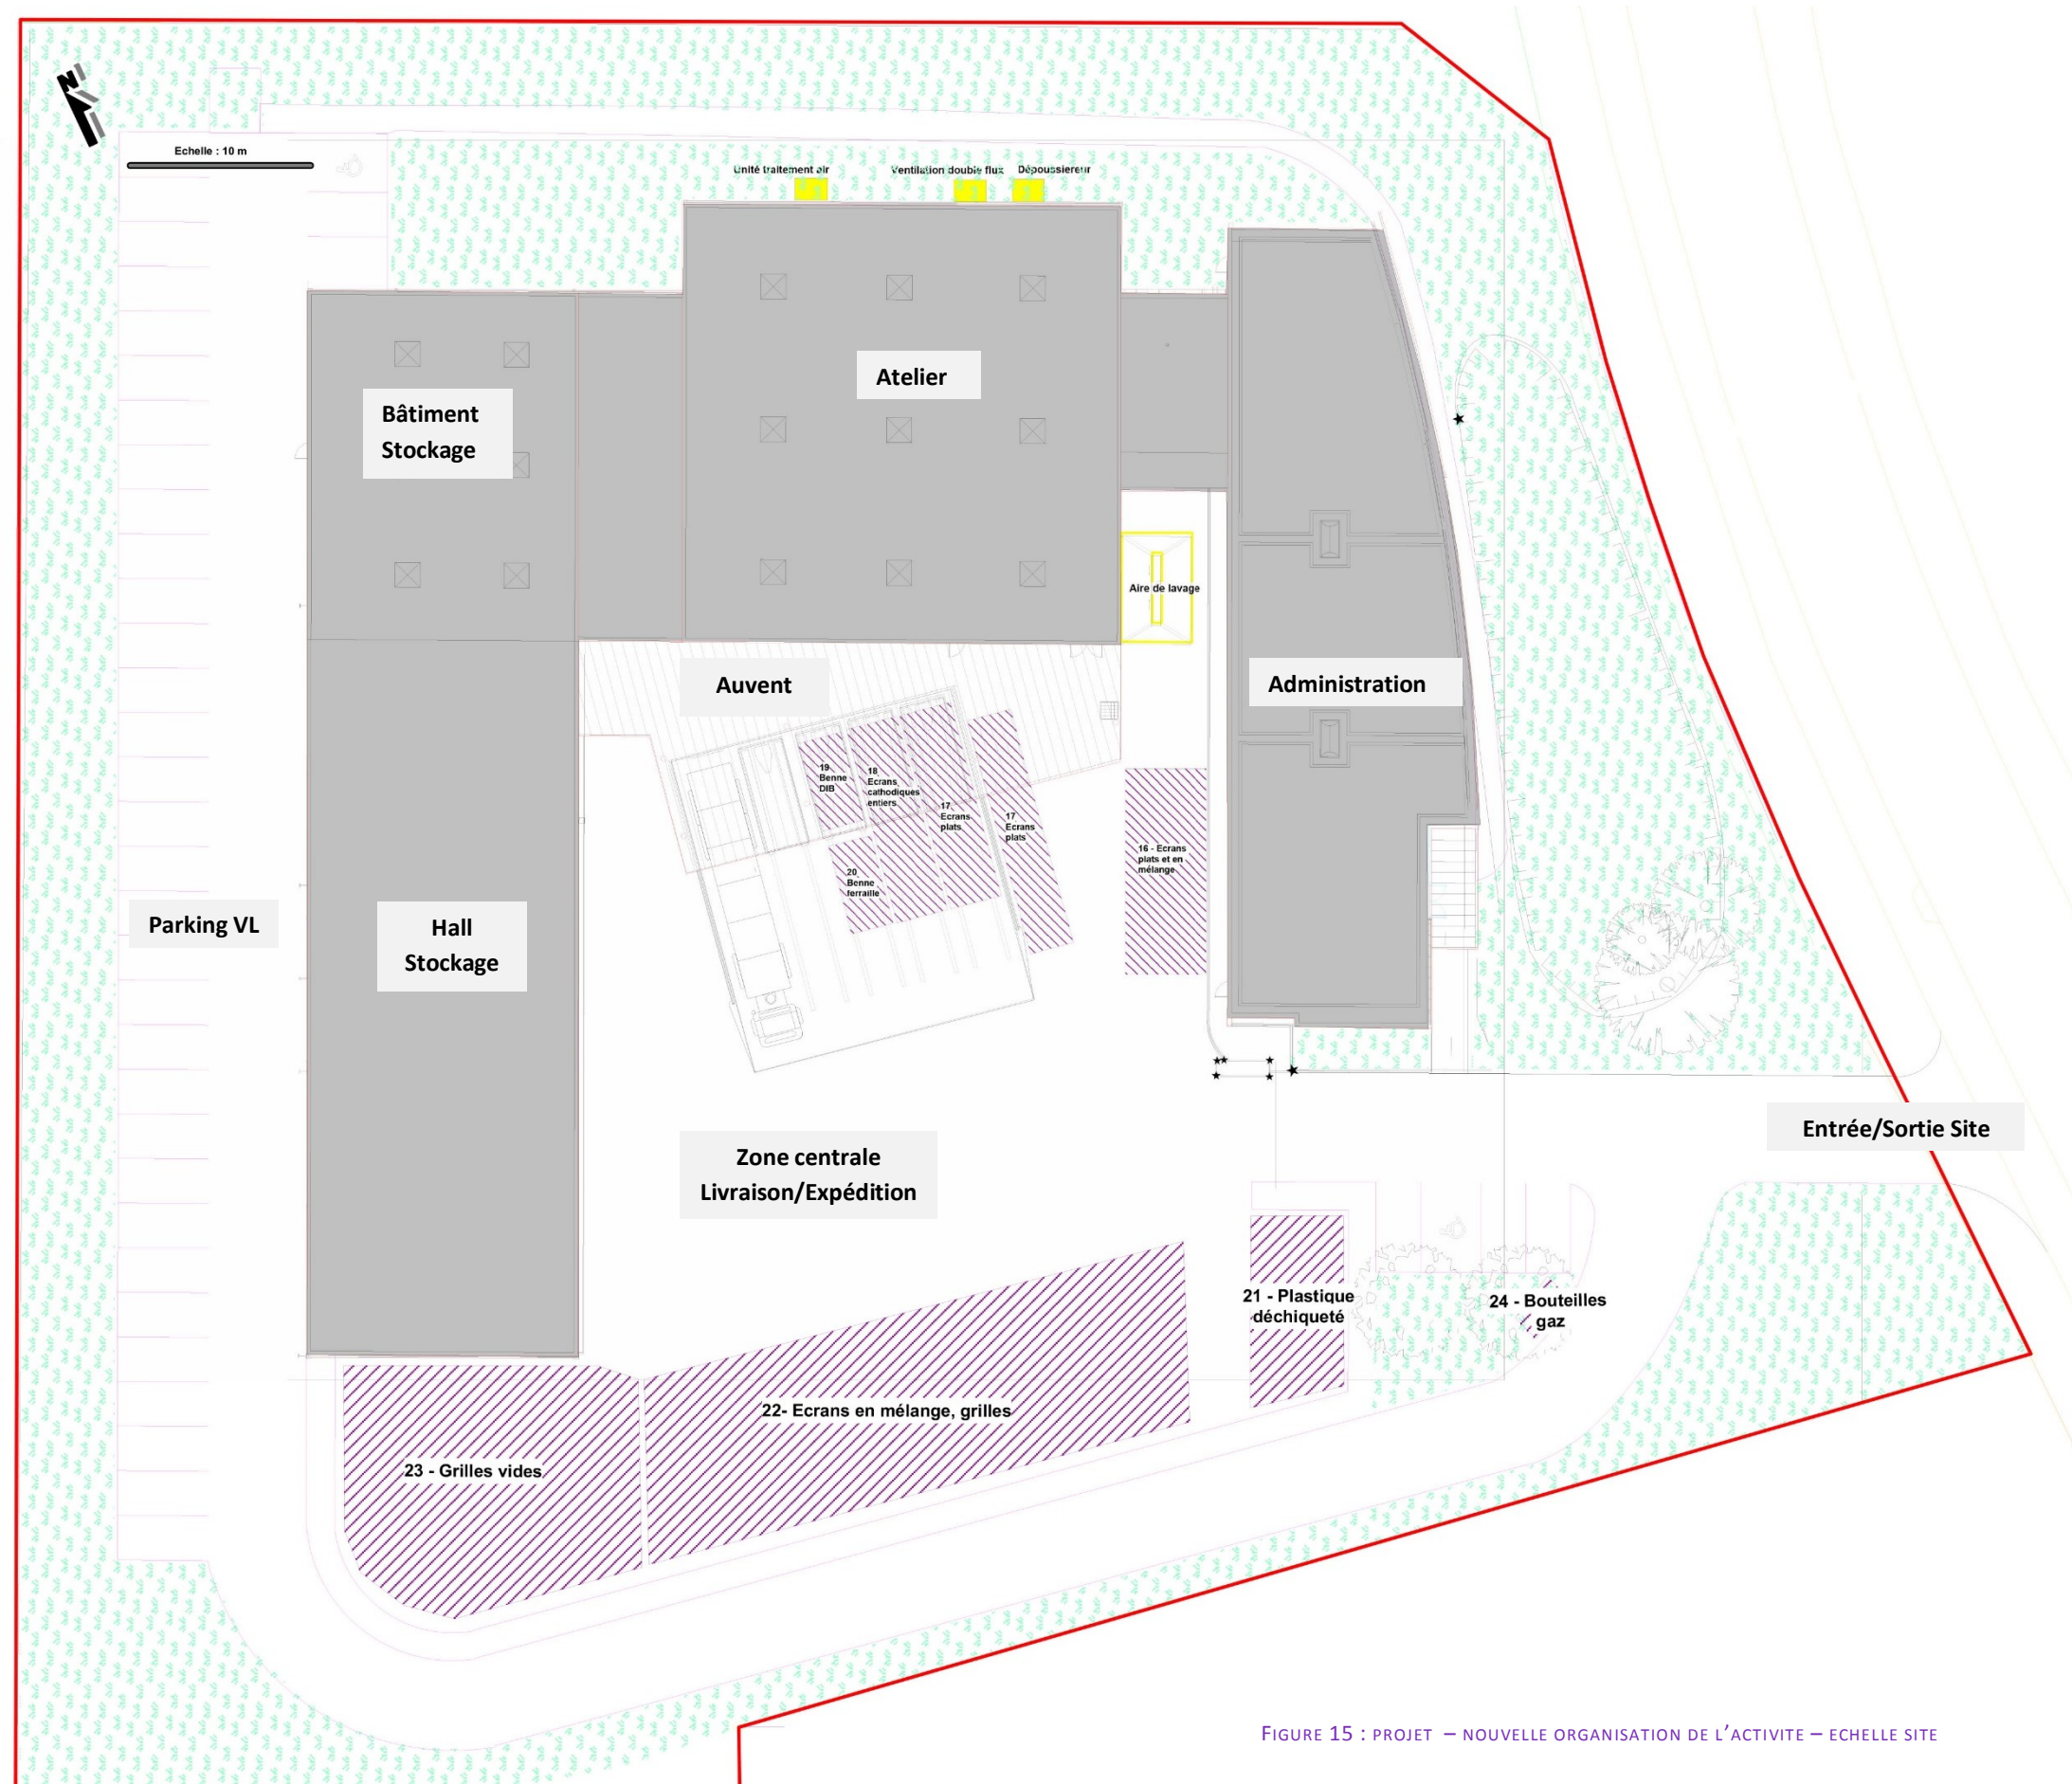 N
Echelle : 10 m
Unité traitement air
Ventilation double flux
Dépoussiereur
Atelier
Bâtiment
Stockage
Aire de lavage
Auvent
Administration
19
Benne
DIB
18
Ecrans
cathodiques
entiers
17
Ecrans
plats
17
Ecrans
plats
20
Benne
ferraille
16 - Ecrans
plats et en
mélange
Parking VL
Hall
Stockage
Entrée/Sortie Site
Zone centrale
Livraison/Expédition
21 - Plastique
déchiqueté
24 - Bouteilles
gaz
22- Ecrans en mélange, grilles
23 - Grilles vides
FIGURE 15 : PROJET – NOUVELLE ORGANISATION DE L'ACTIVITE – ECHELLE SITE